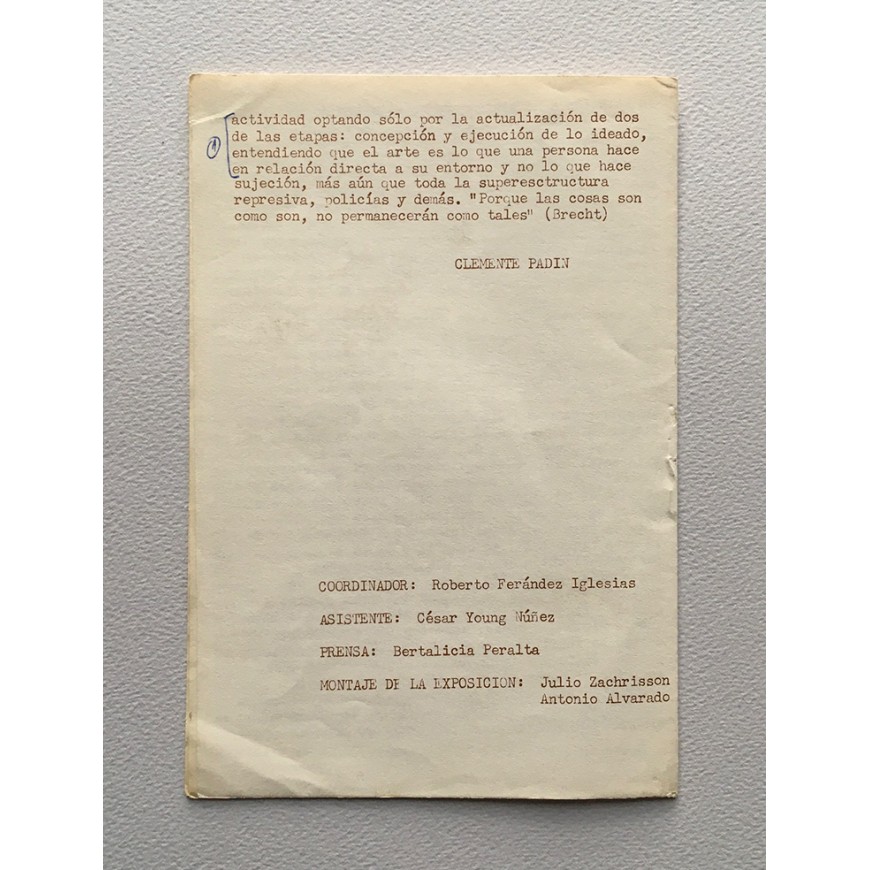 actividad optando sólo por la actualización de dos
de las etapas: concepción y ejecución de lo ideado,
entendiendo que el arte es lo que una persona hace
en relación directa a su entorno y no lo que hace
sujeción, más aún que toda la superesctructura
represiva, policías y demás. "Porque las cosas son
como son, no permanecerán como tales" (Brecht)
CLEMENTE PADIN
COORDINADOR: Roberto Ferández Iglesias
ASISTENTE: César Young Núñez
PRENSA: Bertalicia Peralta
MONTAJE DE LA EXPOSICION: Julio Zachrisson
Antonio Alvarado